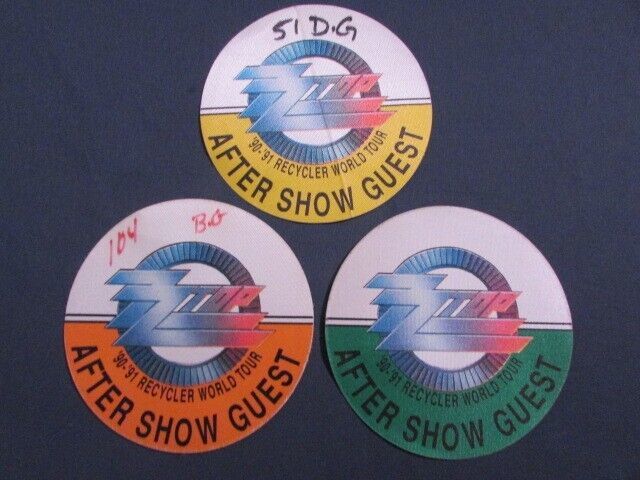 51 D.G
ZZ TOP
'90-'91 RECYCLER WORLD TOUR
AFTER SHOW GUEST
104 B.G
ZZ TOP
'90-'91 RECYCLER WORLD TOUR
AFTER SHOW GUEST
ZZ TOP
'90-'91 RECYCLER WORLD TOUR
AFTER SHOW GUEST